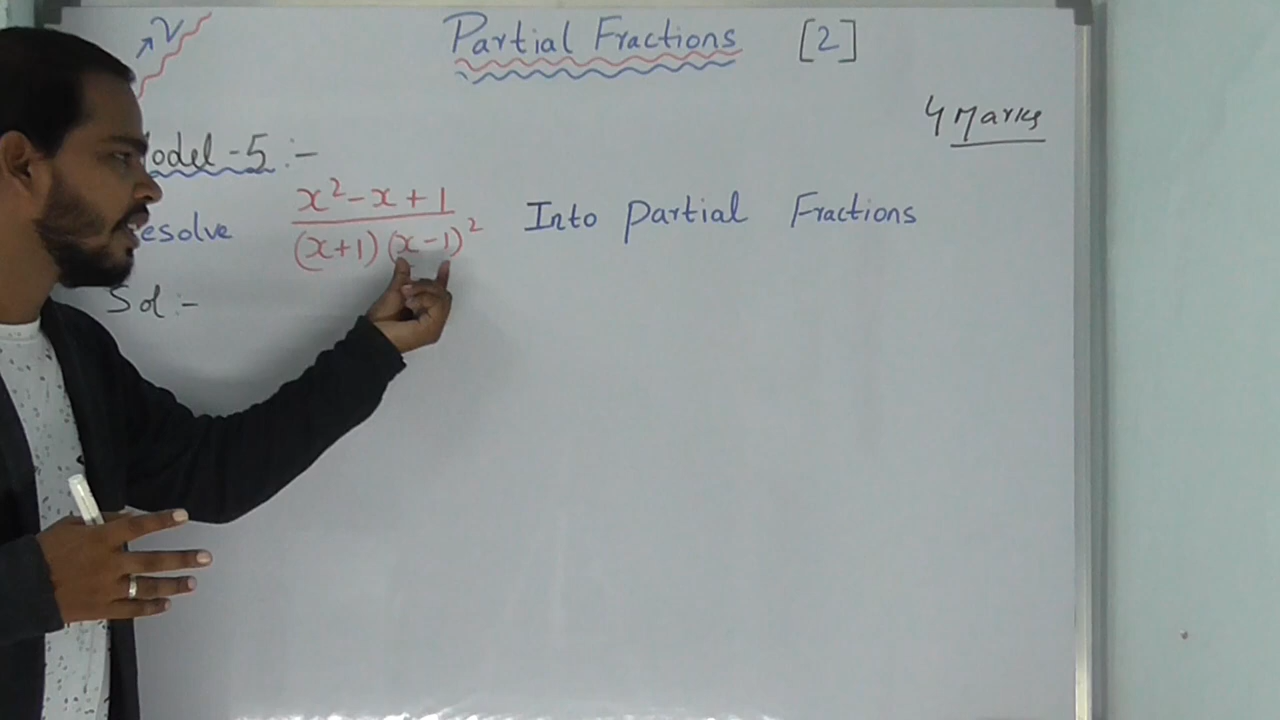 Partial Fractions [2]
4 Marks
odel-5:-
esolve x²-x+1/(x+1)(x-1)² Into Partial Fractions
Sol:-